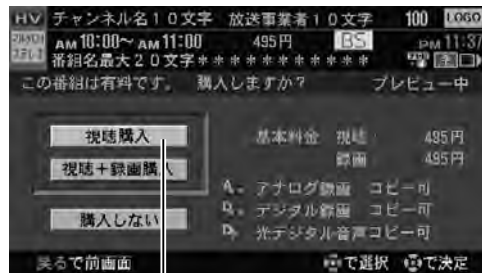 HV チャンネル名10文字 放送事業者10文字 100 LOGO
AM10:00~AM11:00 495円 BS PM11:37
番組名最大20文字**********
この番組は有料です。 購入しますか? プレビュー中
視聴購入 基本料金 視聴 495円
録画 495円
視聴+録画購入
A. アナログ録画 コピー可
D. デジタル録画 コピー可
購入しない D. 光デジタル音声コピー可
戻るで前画面 で選択 で決定